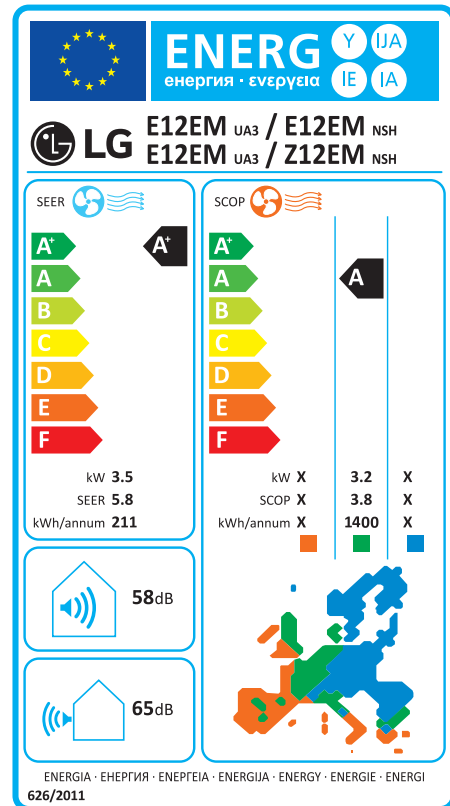 ENERG Y IJA IE IA
енергия · ενεργεια
LG
E12EM UA3 / E12EM NSH
E12EM UA3 / Z12EM NSH
SEER
A+ A+
A
B
C
D
E
F
kW 3.5
SEER 5.8
kWh/annum 211
SCOP
A+
A A
B
C
D
E
F
kW X 3.2 X
SCOP X 3.8 X
kWh/annum X 1400 X
58dB
65dB
ENERGIA · ЕНЕРГИЯ · ΕΝΕΡΓΕΙΑ · ENERGIJA · ENERGY · ENERGIE · ENERGI
626/2011